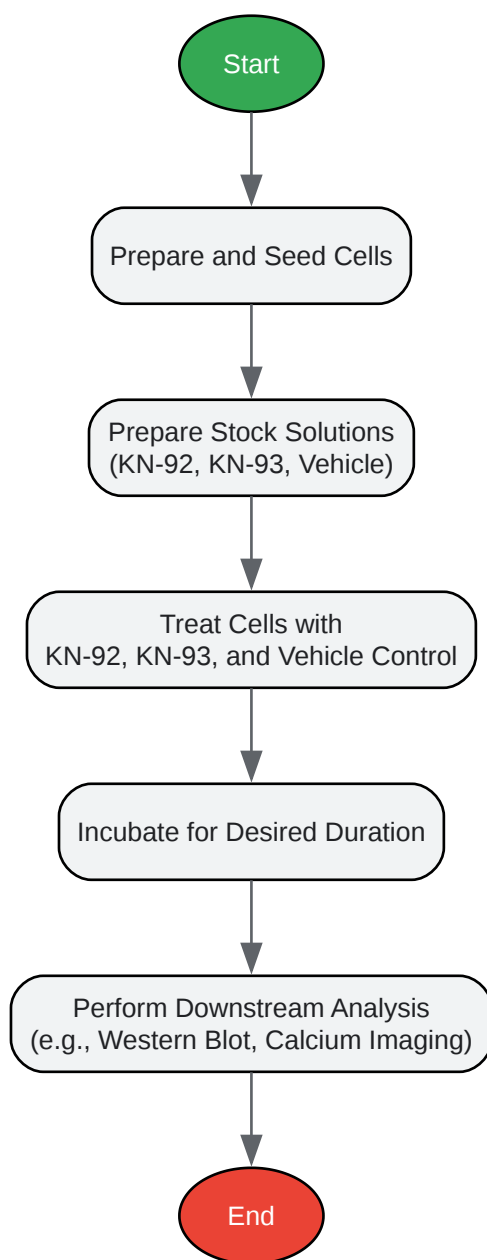 Start
Prepare and Seed Cells
Prepare Stock Solutions
(KN-92, KN-93, Vehicle)
Treat Cells with
KN-92, KN-93, and Vehicle Control
Incubate for Desired Duration
Perform Downstream Analysis
(e.g., Western Blot, Calcium Imaging)
End